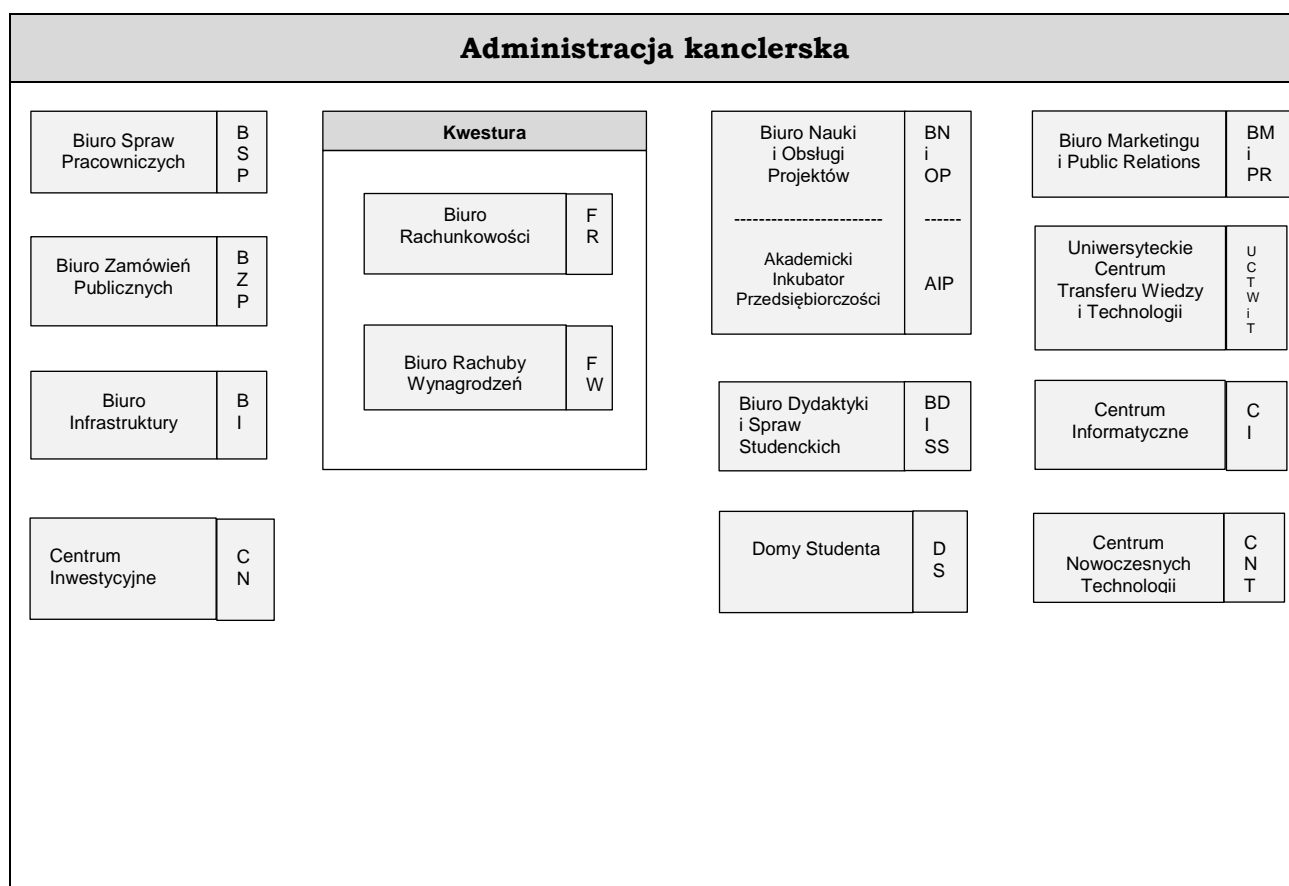 Administracja kanclerska
Biuro Spraw
Pracowniczych
B
S
P
Biuro Zamówień
Publicznych
B
Z
P
Biuro
Infrastruktury
B
I
Centrum
Inwestycyjne
C
N
Kwestura
Biuro
Rachunkowości
F
R
Biuro Rachuby
Wynagrodzeń
F
W
Biuro Nauki
i Obsługi
Projektów
BN
i
OP
------------------------
------
Akademicki
Inkubator
Przedsiębiorczości
AIP
Biuro Dydaktyki
i Spraw
Studenckich
BD
I
SS
Domy Studenta
D
S
Biuro Marketingu
i Public Relations
BM
i
PR
Uniwersyteckie
Centrum
Transferu Wiedzy
i Technologii
U
C
T
W
i
T
Centrum
Informatyczne
C
I
Centrum
Nowoczesnych
Technologii
C
N
T